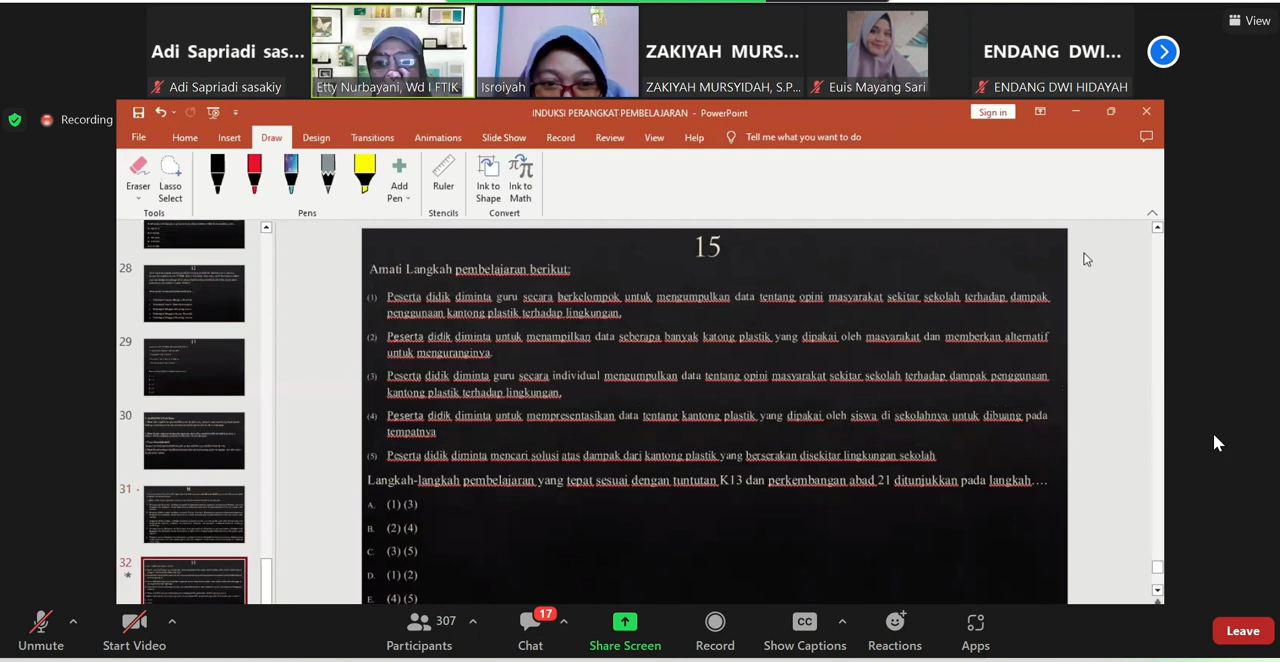 Adi Sapriadi sas...
ZAKIYAH MURS...
ENDANG DWI...
View
Adi Sapriadi sasakiy
Etty Nurbayani, Wd I FTIK
Isroiyah
ZAKIYAH MURSYIDAH, S.P...
Euis Mayang Sari
ENDANG DWI HIDAYAH
Recording
INDUKSI PERANGKAT PEMBELAJARAN - PowerPoint
Sign in
File Home Insert Draw Design Transitions Animations Slide Show Record Review View Help Tell me what you want to do
Eraser
Lasso Select
Add Pen
Ruler
Ink to Shape
Ink to Math
Tools
Pens
Stencils
Convert
28
29
30
31
32
15
Amati Langkah pembelajaran berikut:
(1) Peserta didik diminta guru secara berkelompok untuk mengumpulkan data tentang opini masyarakat sekitar sekolah terhadap dampak
penggunaan kantong plastik terhadap lingkungan,
(2) Peserta didik diminta untuk menampilkan data seberapa banyak katong plastik yang dipakai oleh masyarakat dan memberkan alternatif
untuk menguranginya.
(3) Peserta didik diminta guru secara individual mengumpulkan data tentang opini masyarakat sekitar sekolah terhadap dampak penggunaan
kantong plastik terhadap lingkungan,
(4) Peserta didik diminta untuk mempresentasikan data tentang kantong plastik yang dipakai oleh siswa di sekolahnya untuk dibuang pada
tempatnya
(5) Peserta didik diminta mencari solusi atas dampak dari kantong plastik yang berserakan disekitar lingkungan sekolah
Langkah-langkah pembelajaran yang tepat sesuai dengan tuntutan K13 dan perkembangan abad 21 ditunjukkan pada langkah....
A. (1) (3)
B. (2) (4)
C. (3) (5)
D. (1) (2)
E. (4) (5)
17
307
Unmute
Start Video
Participants
Chat
Share Screen
Record
CC
Show Captions
Reactions
Apps
Leave